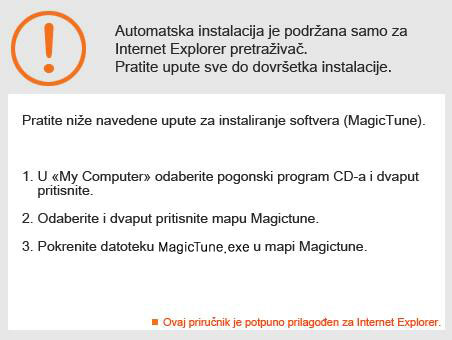 Automatska instalacija je podržana samo za
Internet Explorer pretraživač.
Pratite upute sve do dovršetka instalacije.
Pratite niže navedene upute za instaliranje softvera (MagicTune).
1. U «My Computer» odaberite pogonski program CD-a i dvaput
pritisnite.
2. Odaberite i dvaput pritisnite mapu Magictune.
3. Pokrenite datoteku MagicTune.exe u mapi Magictune.
Ovaj priručnik je potpuno prilagođen za Internet Explorer.